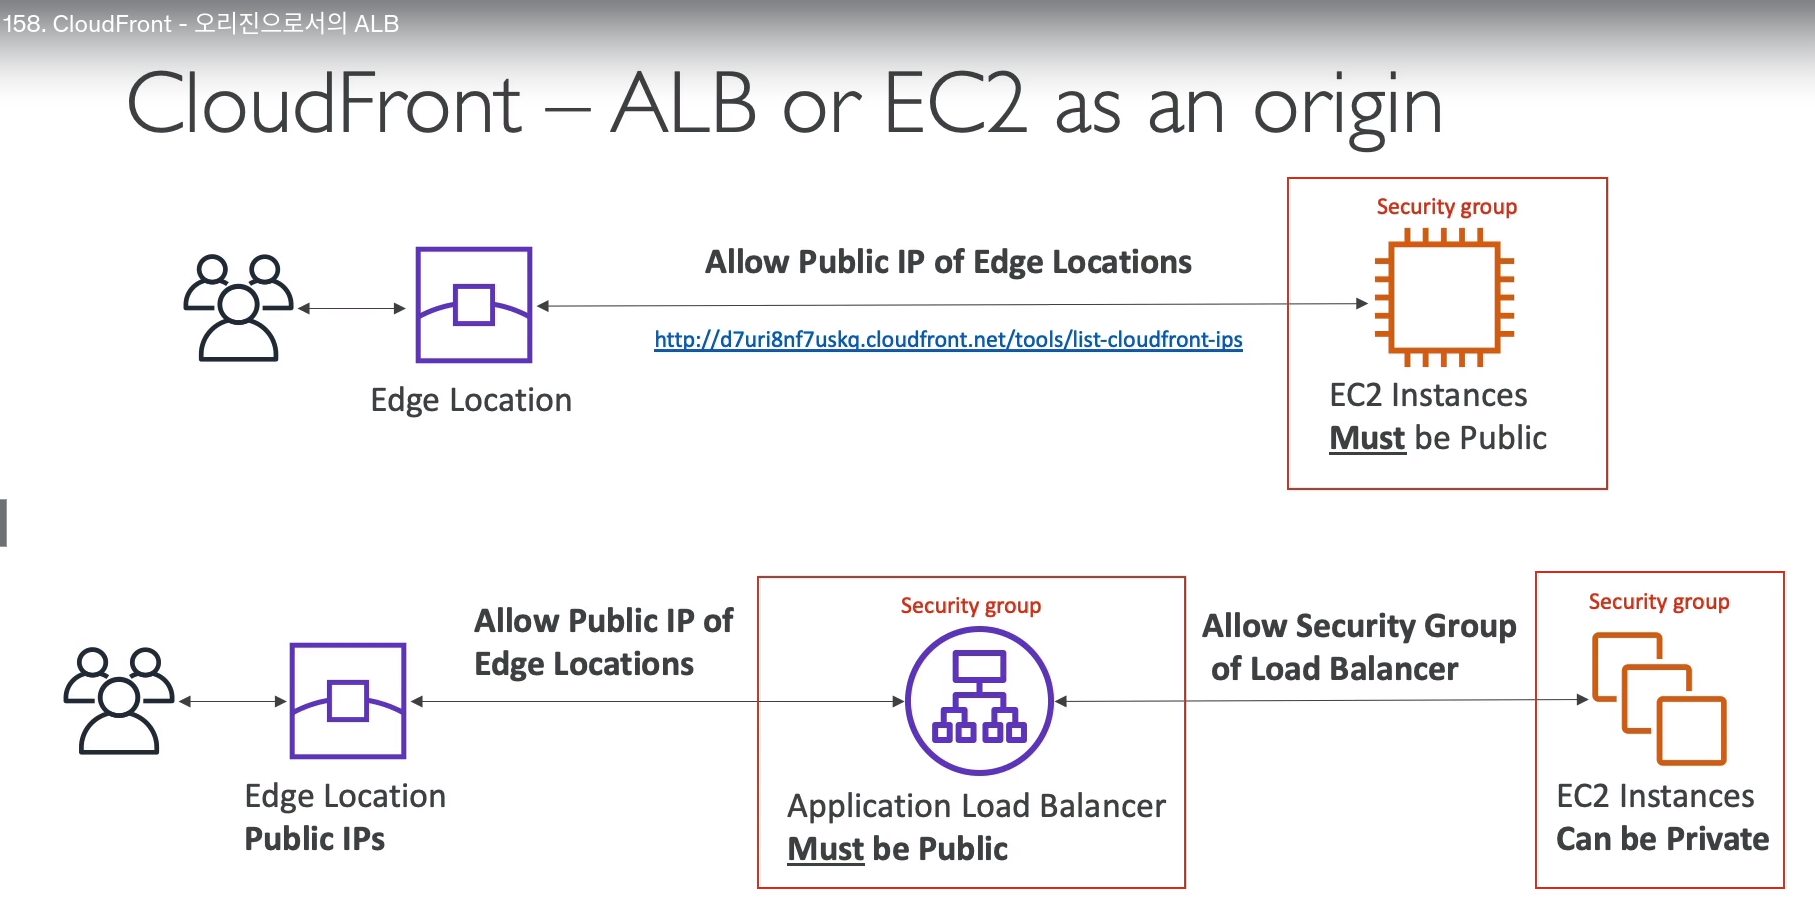 158. CloudFront - 오리진으로서의 ALB
CloudFront – ALB or EC2 as an origin
Security group
Allow Public IP of Edge Locations
http://d7uri8nf7uskq.cloudfront.net/tools/list-cloudfront-ips
Edge Location
EC2 Instances
Must be Public
Allow Public IP of
Edge Locations
Security group
Allow Security Group
of Load Balancer
Security group
Edge Location
Public IPs
Application Load Balancer
Must be Public
EC2 Instances
Can be Private